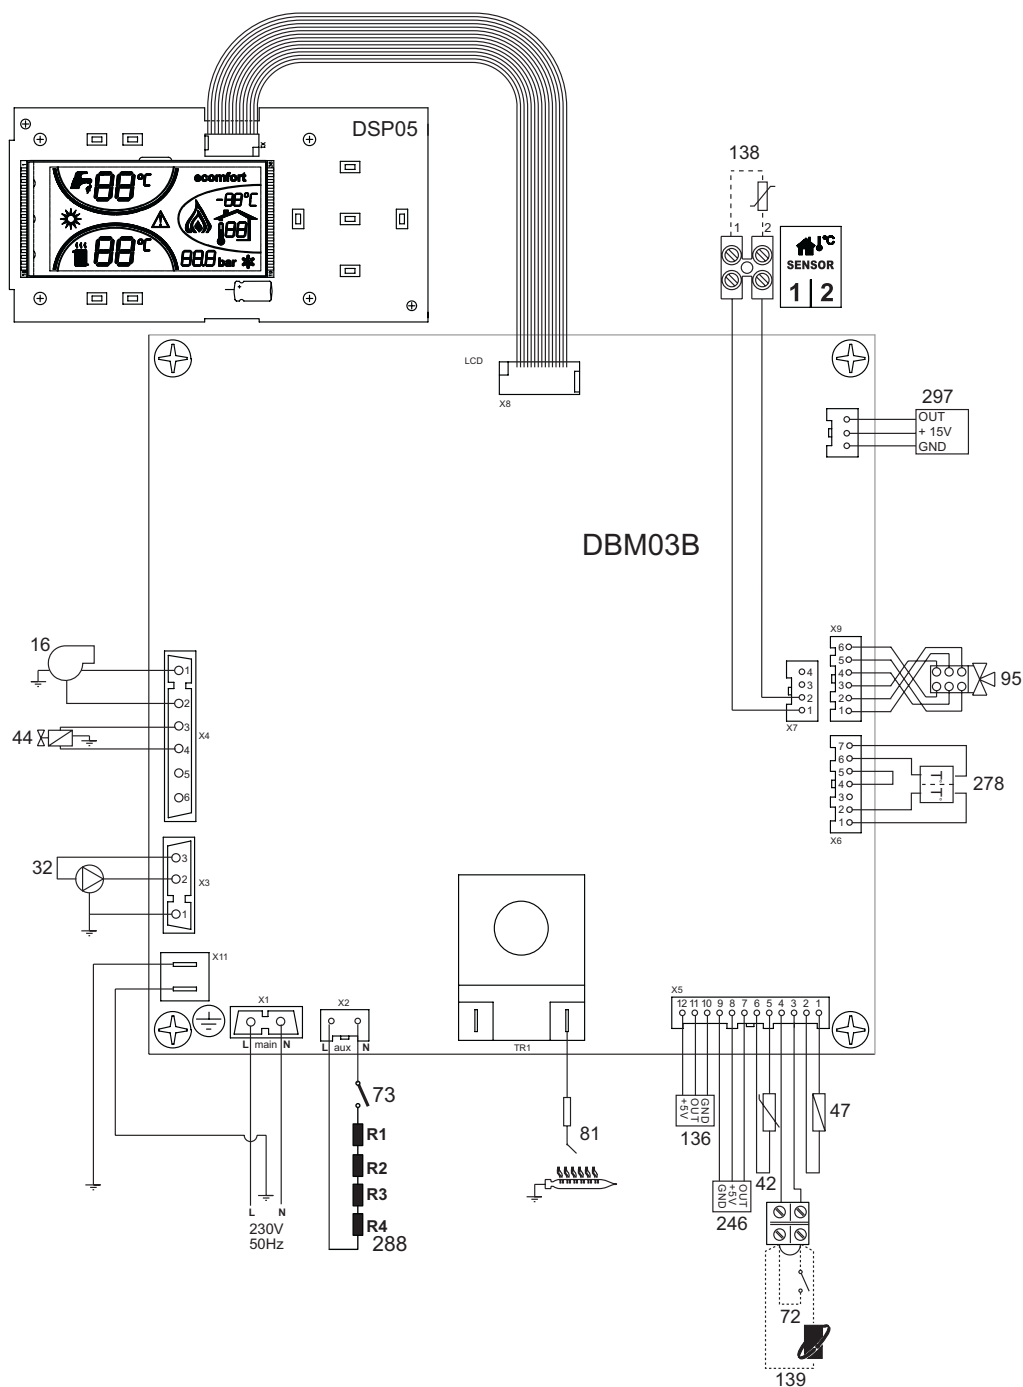 DSP05
88°C
ecomfort
-88°C
88
88°C
88.8 bar
138
1 2
°C
SENSOR
1 2
LCD
X8
297
OUT
+ 15V
GND
DBM03B
16
1
2
3
4
5
6
X4
44
X9
6
5
4
3
2
1
95
4
3
2
1
X7
7
6
5
4
3
2
1
X6
T°
T°
278
32
3
2
1
X3
X11
X1
L main N
X2
L aux N
TR1
X5
12 11 10 9 8 7 6 5 4 3 2 1
73
R1
R2
R3
R4
288
L N
230V
50Hz
81
+5V
OUT
GND
136
GND
+5V
OUT
246
42
47
72
139